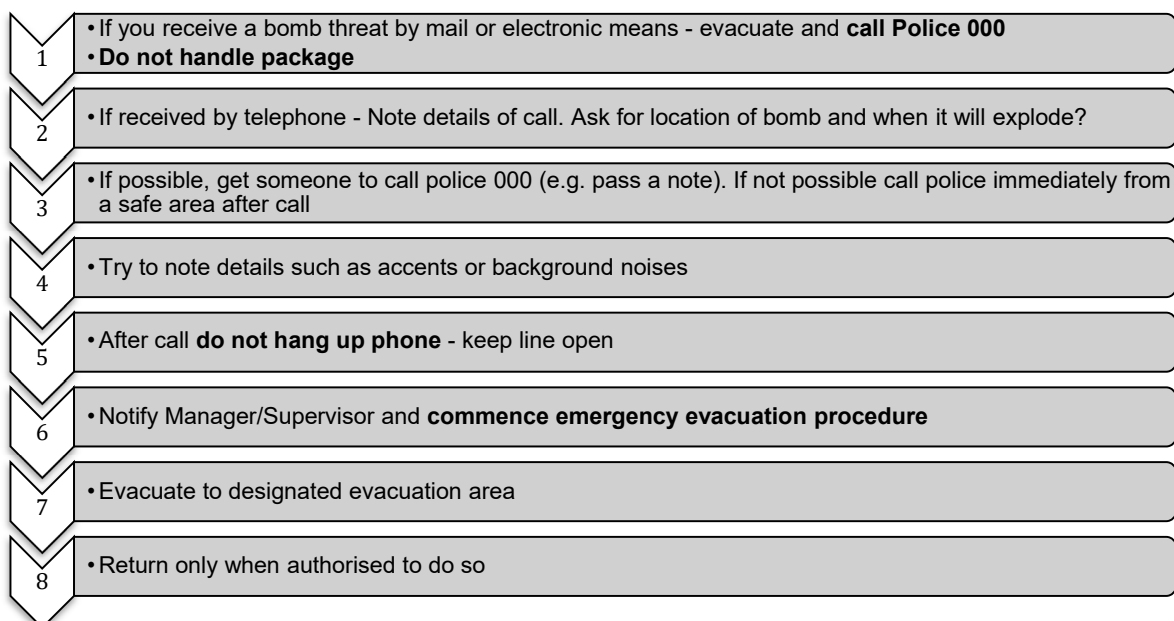 1
• If you receive a bomb threat by mail or electronic means - evacuate and call Police 000
• Do not handle package
2
• If received by telephone - Note details of call. Ask for location of bomb and when it will explode?
3
• If possible, get someone to call police 000 (e.g. pass a note). If not possible call police immediately from
a safe area after call
4
• Try to note details such as accents or background noises
5
• After call do not hang up phone - keep line open
6
• Notify Manager/Supervisor and commence emergency evacuation procedure
7
• Evacuate to designated evacuation area
8
• Return only when authorised to do so